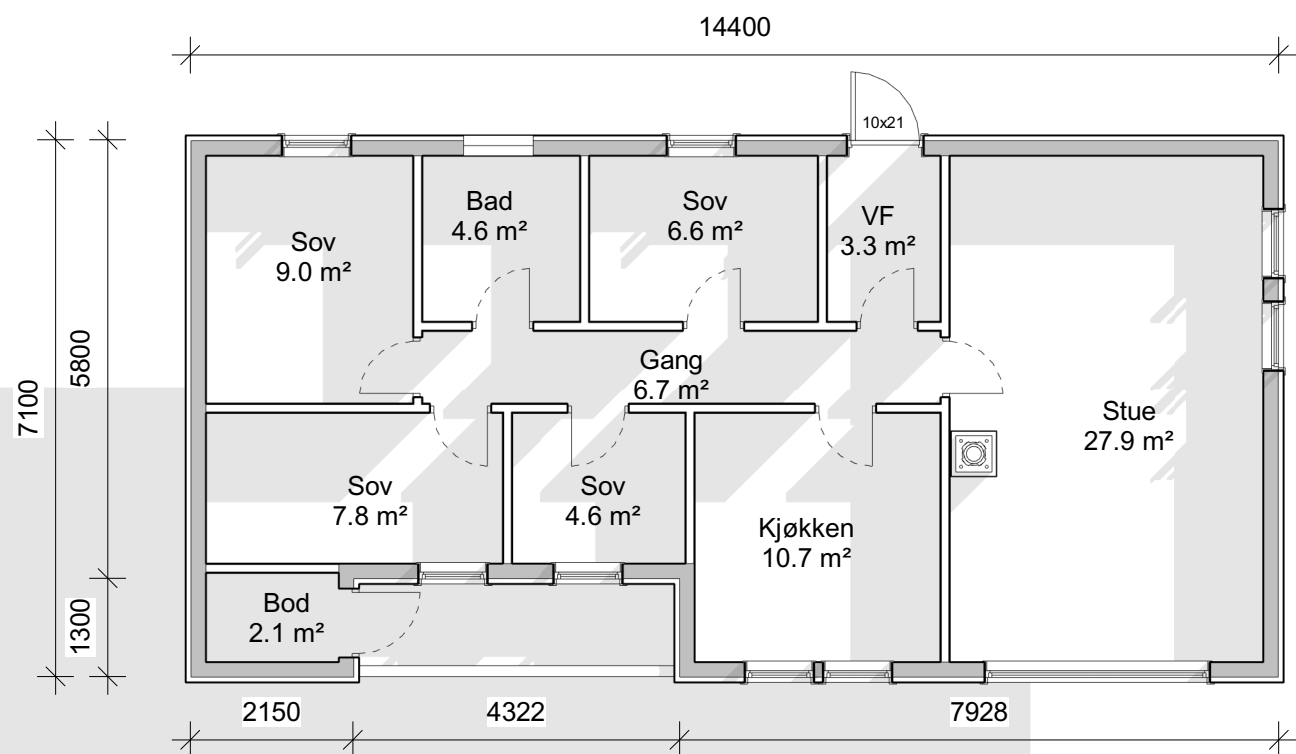 14400
10x21
Bad
4.6 m²
Sov
6.6 m²
VF
3.3 m²
Sov
9.0 m²
5800
7100
Gang
6.7 m²
Stue
27.9 m²
Sov
7.8 m²
Sov
4.6 m²
Kjøkken
10.7 m²
Bod
2.1 m²
1300
2150
4322
7928